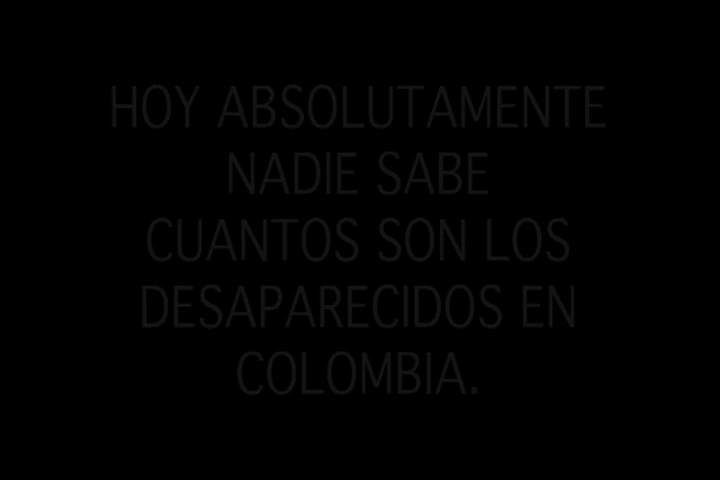 HOY ABSOLUTAMENTE
NADIE SABE
CUANTOS SON LOS
DESAPARECIDOS EN
COLOMBIA.